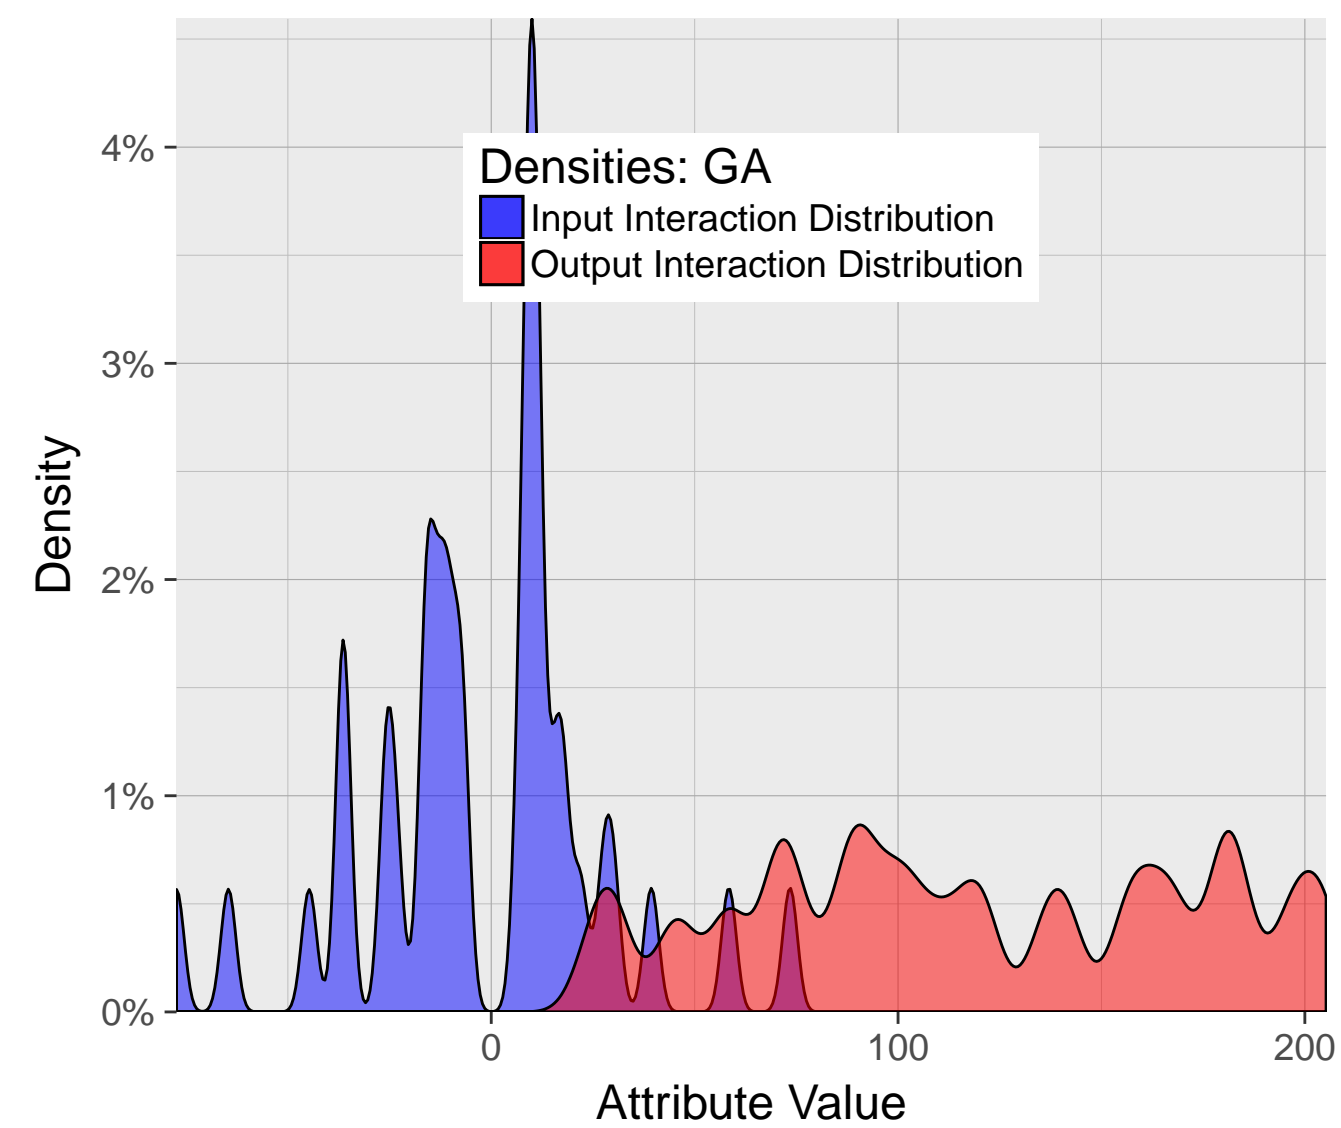 Densities: GA
Input Interaction Distribution
Output Interaction Distribution
4%
3%
2%
1%
0%
Density
0
100
200
Attribute Value